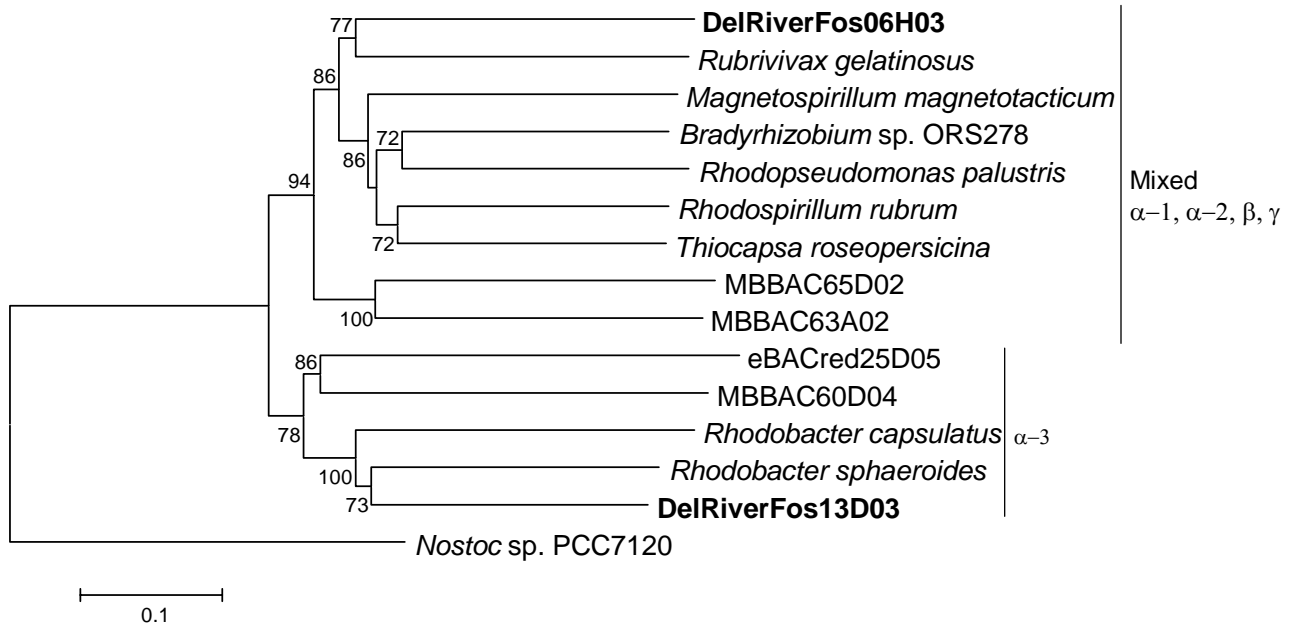 77
DelRiverFos06H03
Rubrivivax gelatinosus
86
Magnetospirillum magnetotacticum
72
Bradyrhizobium sp. ORS278
86
Rhodopseudomonas palustris
94
Mixed
α−1, α−2, β, γ
Rhodospirillum rubrum
72
Thiocapsa roseopersicina
MBBAC65D02
100
MBBAC63A02
86
eBACred25D05
MBBAC60D04
78
Rhodobacter capsulatus
α−3
100
Rhodobacter sphaeroides
73
DelRiverFos13D03
Nostoc sp. PCC7120
0.1